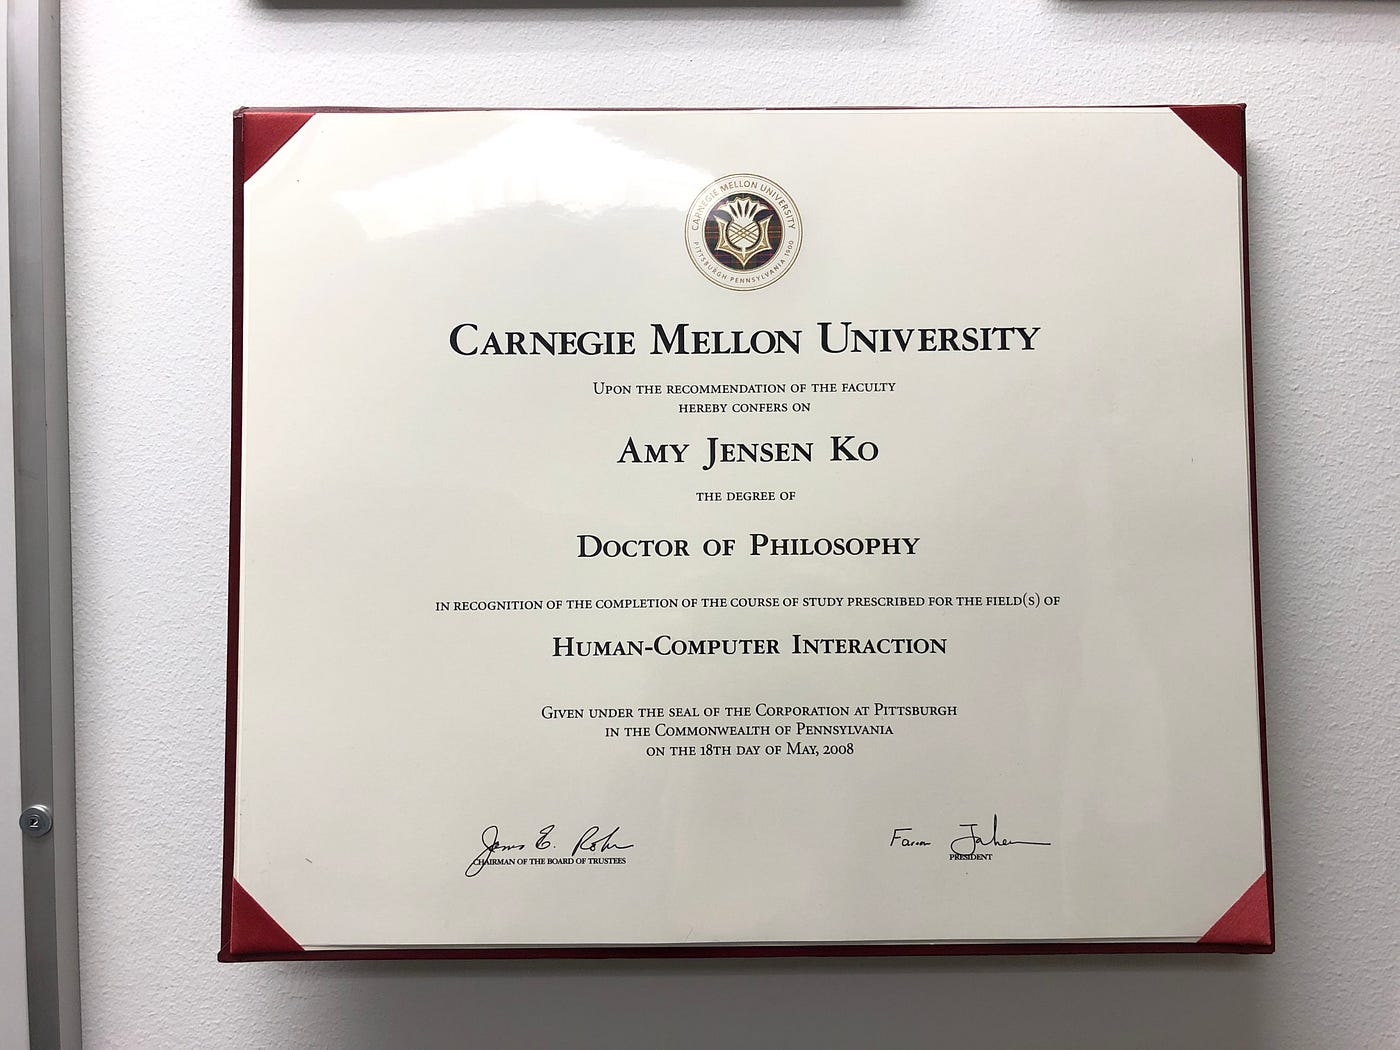 CARNEGIE MELLON UNIVERSITY
PITTSBURGH PENNSYLVANIA 1900
CARNEGIE MELLON UNIVERSITY
UPON THE RECOMMENDATION OF THE FACULTY
HEREBY CONFERS ON
AMY JENSEN KO
THE DEGREE OF
DOCTOR OF PHILOSOPHY
IN RECOGNITION OF THE COMPLETION OF THE COURSE OF STUDY PRESCRIBED FOR THE FIELD(S) OF
HUMAN-COMPUTER INTERACTION
GIVEN UNDER THE SEAL OF THE CORPORATION AT PITTSBURGH
IN THE COMMONWEALTH OF PENNSYLVANIA
ON THE 18TH DAY OF MAY, 2008
CHAIRMAN OF THE BOARD OF TRUSTEES
PRESIDENT